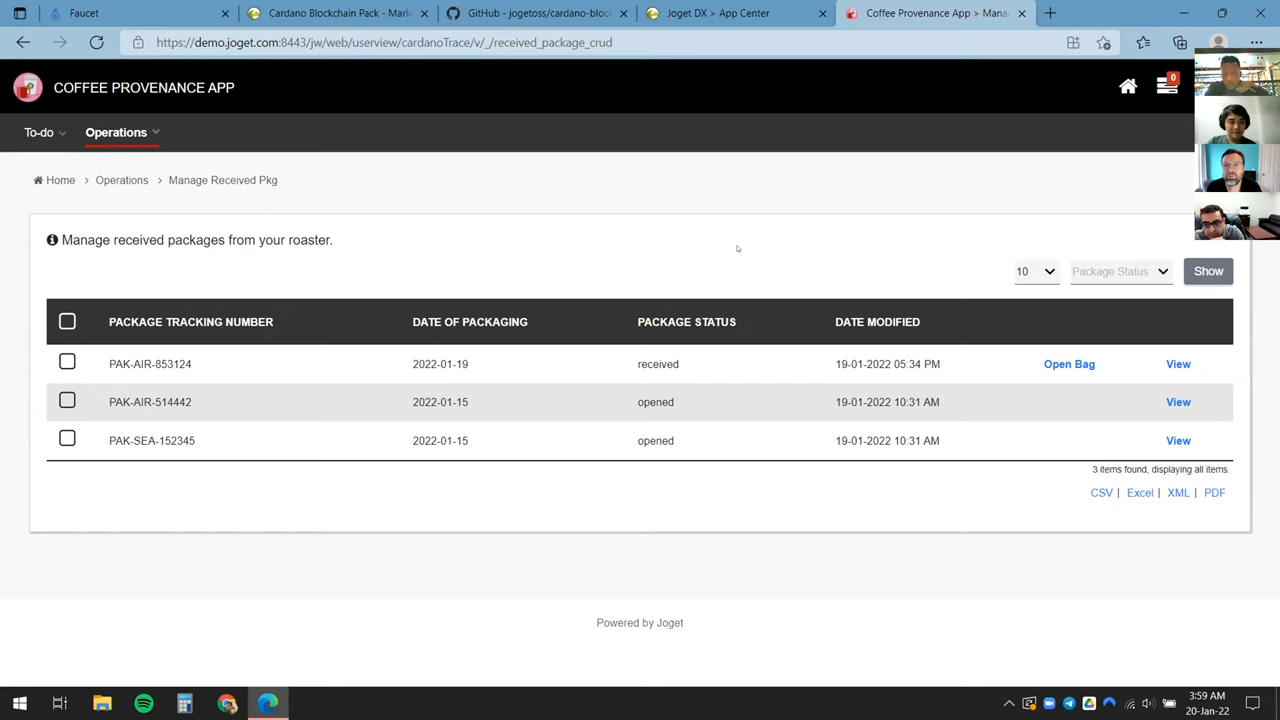 Faucet
Cardano Blockchain Pack - Mark
GitHub - jogetoss/cardano-bloc
Joget DX > App Center
Coffee Provenance App > Mana
https://demo.joget.com:8443/jw/web/userview/cardanoTrace/v/_/received_package_crud
COFFEE PROVENANCE APP
0
To-do
Operations
Home > Operations > Manage Received Pkg
Manage received packages from your roaster.
10
Package Status
Show
PACKAGE TRACKING NUMBER DATE OF PACKAGING PACKAGE STATUS DATE MODIFIED
PAK-AIR-853124 2022-01-19 received 19-01-2022 05:34 PM Open Bag View
PAK-AIR-514442 2022-01-15 opened 19-01-2022 10:31 AM View
PAK-SEA-152345 2022-01-15 opened 19-01-2022 10:31 AM View
3 items found, displaying all items.
CSV | Excel | XML | PDF
Powered by Joget
3:59 AM
20-Jan-22